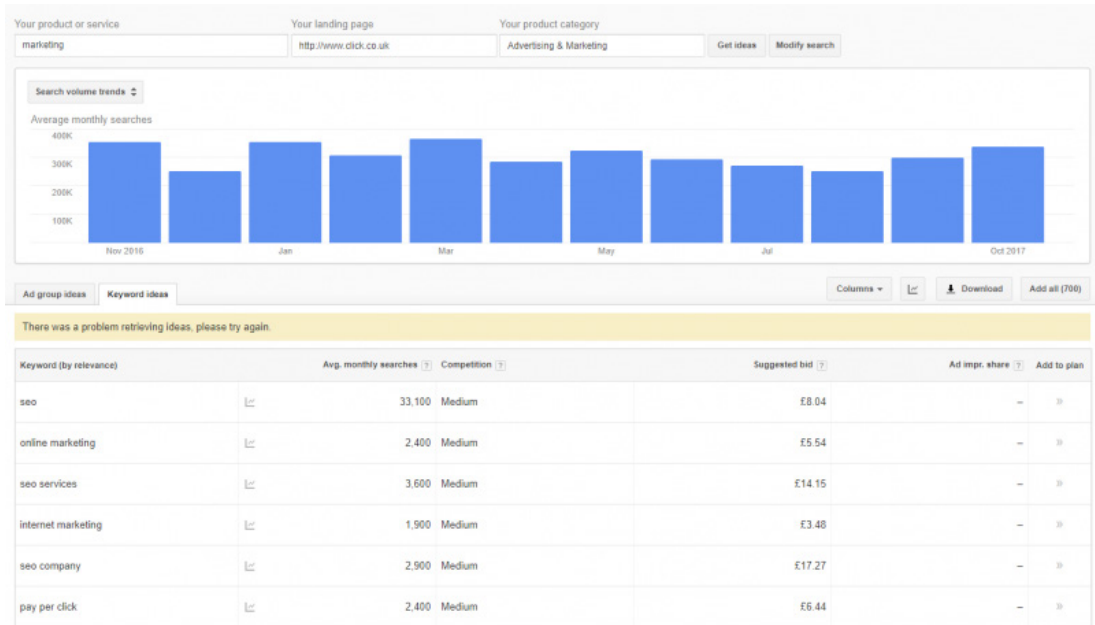 Your product or service Your landing page Your product category
marketing http://www.click.co.uk Advertising & Marketing Get ideas Modify search
Search volume trends
Average monthly searches
400K
300K
200K
100K
Nov 2016 Jan Mar May Jul Oct 2017
Ad group ideas Keyword ideas Columns Download Add all (700)
There was a problem retrieving ideas, please try again.
Keyword (by relevance) Avg. monthly searches ? Competition ? Suggested bid ? Ad impr. share ? Add to plan
seo 33,100 Medium £8.04 – »
online marketing 2,400 Medium £5.54 – »
seo services 3,600 Medium £14.15 – »
internet marketing 1,900 Medium £3.48 – »
seo company 2,900 Medium £17.27 – »
pay per click 2,400 Medium £6.44 – »